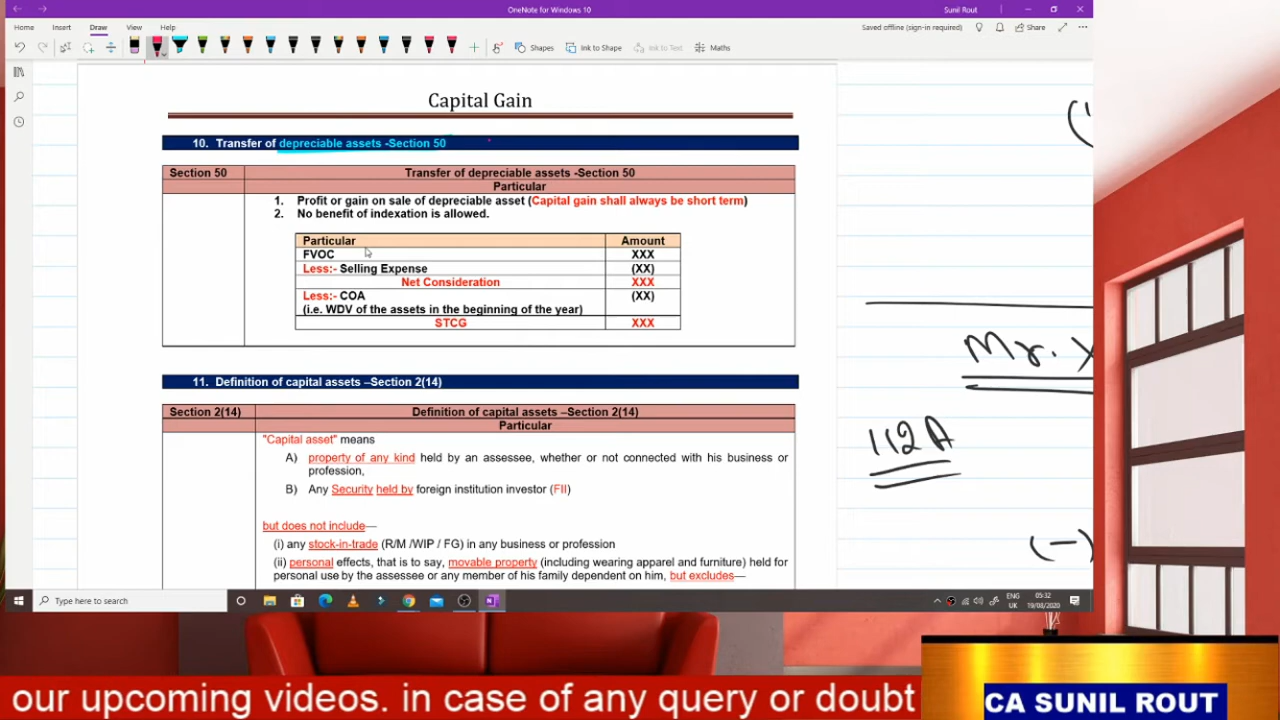 OneNote for Windows 10
Sunil Rout
Home Insert Draw View Help
Saved offline (sign-in required)
Share
Shapes
Ink to Shape
Ink to Text
Maths
Capital Gain
10. Transfer of depreciable assets -Section 50
Section 50 Transfer of depreciable assets -Section 50
Particular
1. Profit or gain on sale of depreciable asset (Capital gain shall always be short term)
2. No benefit of indexation is allowed.
Particular Amount
FVOC XXX
Less:- Selling Expense (XX)
Net Consideration XXX
Less:- COA (XX)
(i.e. WDV of the assets in the beginning of the year)
STCG XXX
Mr. X
11. Definition of capital assets –Section 2(14)
Section 2(14) Definition of capital assets –Section 2(14)
Particular
"Capital asset" means
112A
A) property of any kind held by an assessee, whether or not connected with his business or
profession,
B) Any Security held by foreign institution investor (FII)
but does not include—
(i) any stock-in-trade (R/M /WIP / FG) in any business or profession
(-)
(ii) personal effects, that is to say, movable property (including wearing apparel and furniture) held for
personal use by the assessee or any member of his family dependent on him, but excludes—
Type here to search
ENG
UK
05:32
19/08/2020
our upcoming videos. in case of any query or doubt
CA SUNIL ROUT